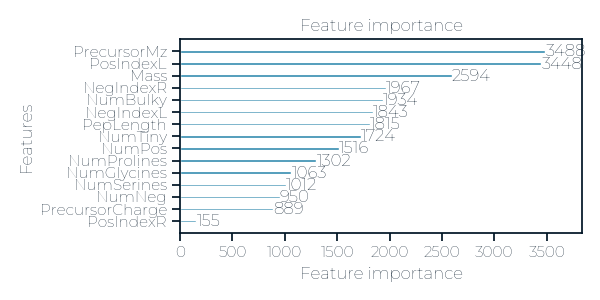 Feature importance
PrecursorMz 3488
PosIndexL 3448
Mass 2594
NegIndexR 1967
NumBulky 1934
NegIndexL 1843
PepLength 1815
NumTiny 1724
NumPos 1516
NumProlines 1302
NumGlycines 1063
NumSerines 1012
NumNeg 950
PrecursorCharge 889
PosIndexR 155
Features
0 500 1000 1500 2000 2500 3000 3500
Feature importance